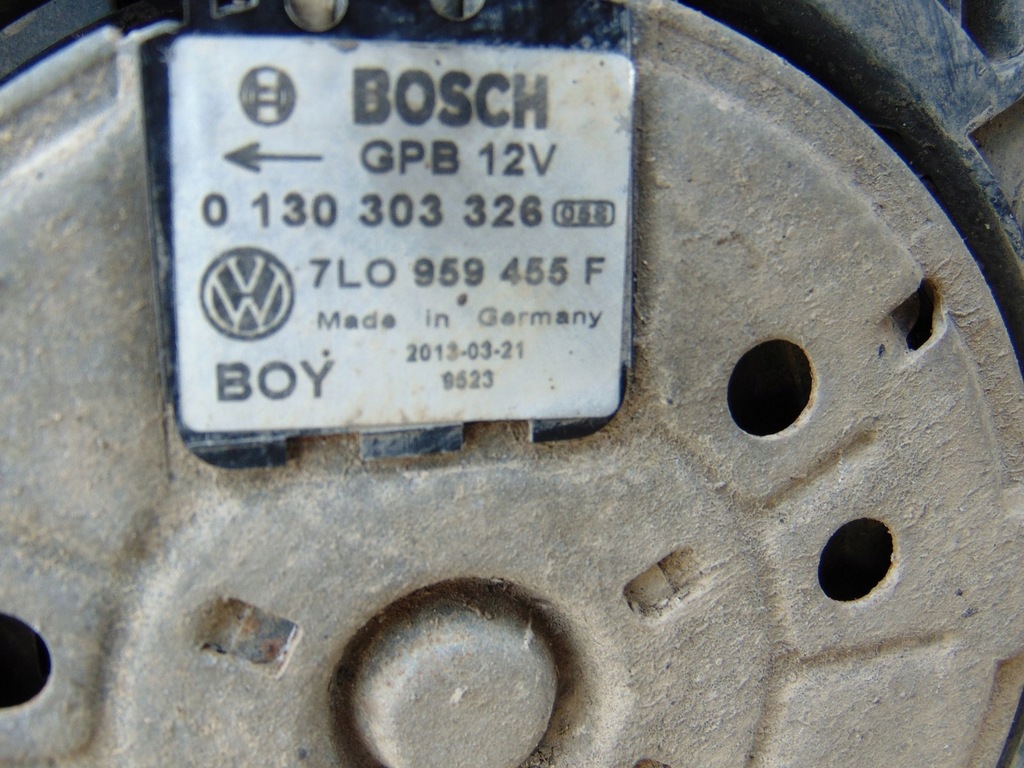 BOSCH
GPB 12V
0 130 303 326
7LO 959 455 F
Made in Germany
2013-03-21
BOY 9523